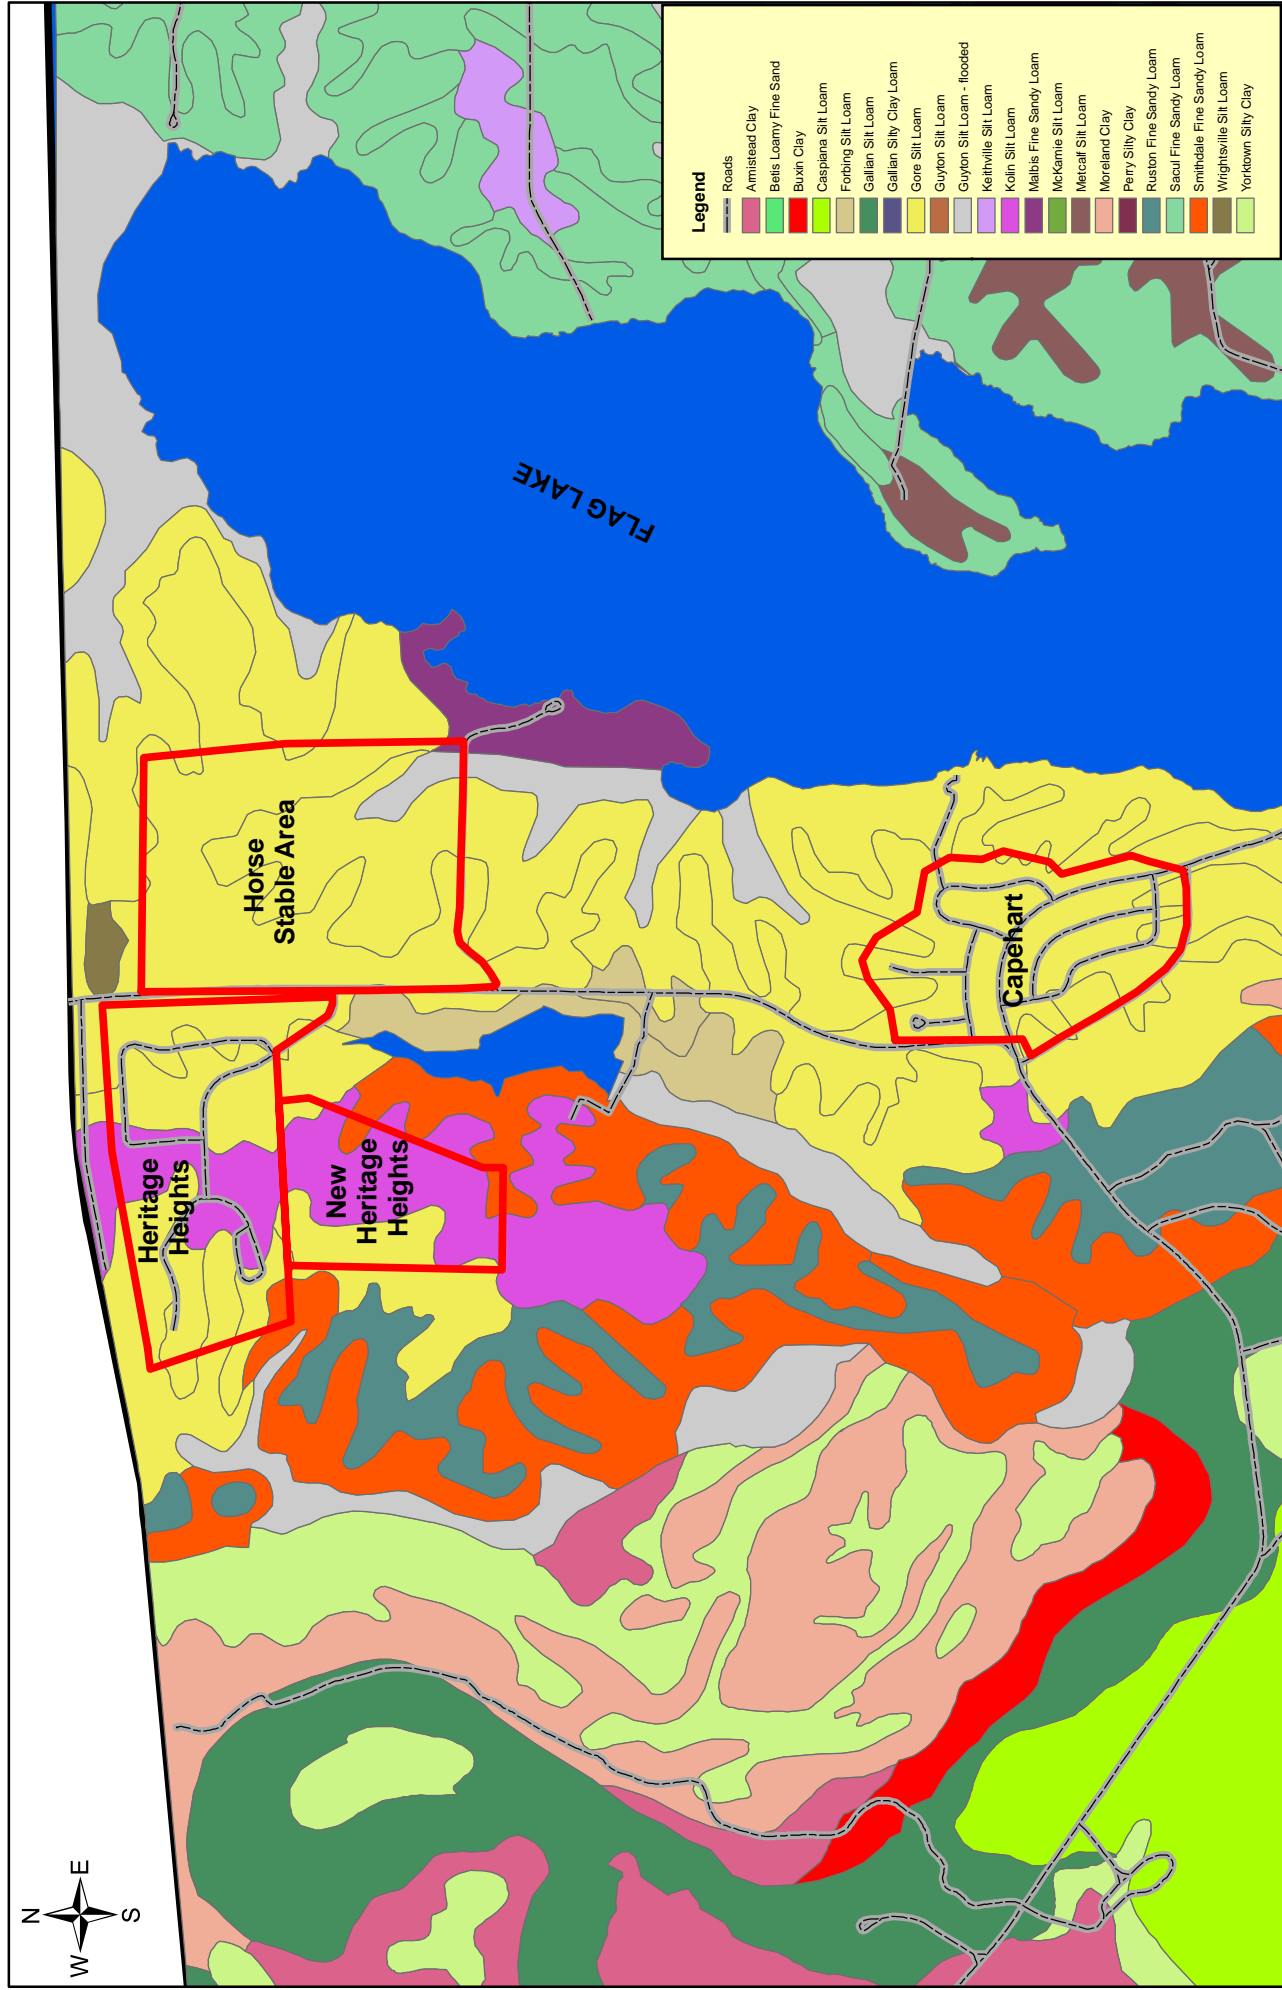 N
W
E
S
Heritage
Heights
New
Heritage
Heights
Horse
Stable Area
FLAG LAKE
Capehart
Legend
Roads
Armistead Clay
Betis Loamy Fine Sand
Buxin Clay
Caspiana Silt Loam
Forbing Silt Loam
Gallian Silt Loam
Gallian Silty Clay Loam
Gore Silt Loam
Guyton Silt Loam
Guyton Silt Loam - flooded
Keithville Silt Loam
Kolin Silt Loam
Malbis Fine Sandy Loam
McKamie Silt Loam
Metcalf Silt Loam
Moreland Clay
Perry Silty Clay
Ruston Fine Sandy Loam
Sacul Fine Sandy Loam
Smithdale Fine Sandy Loam
Wrightsville Silt Loam
Yorktown Silty Clay